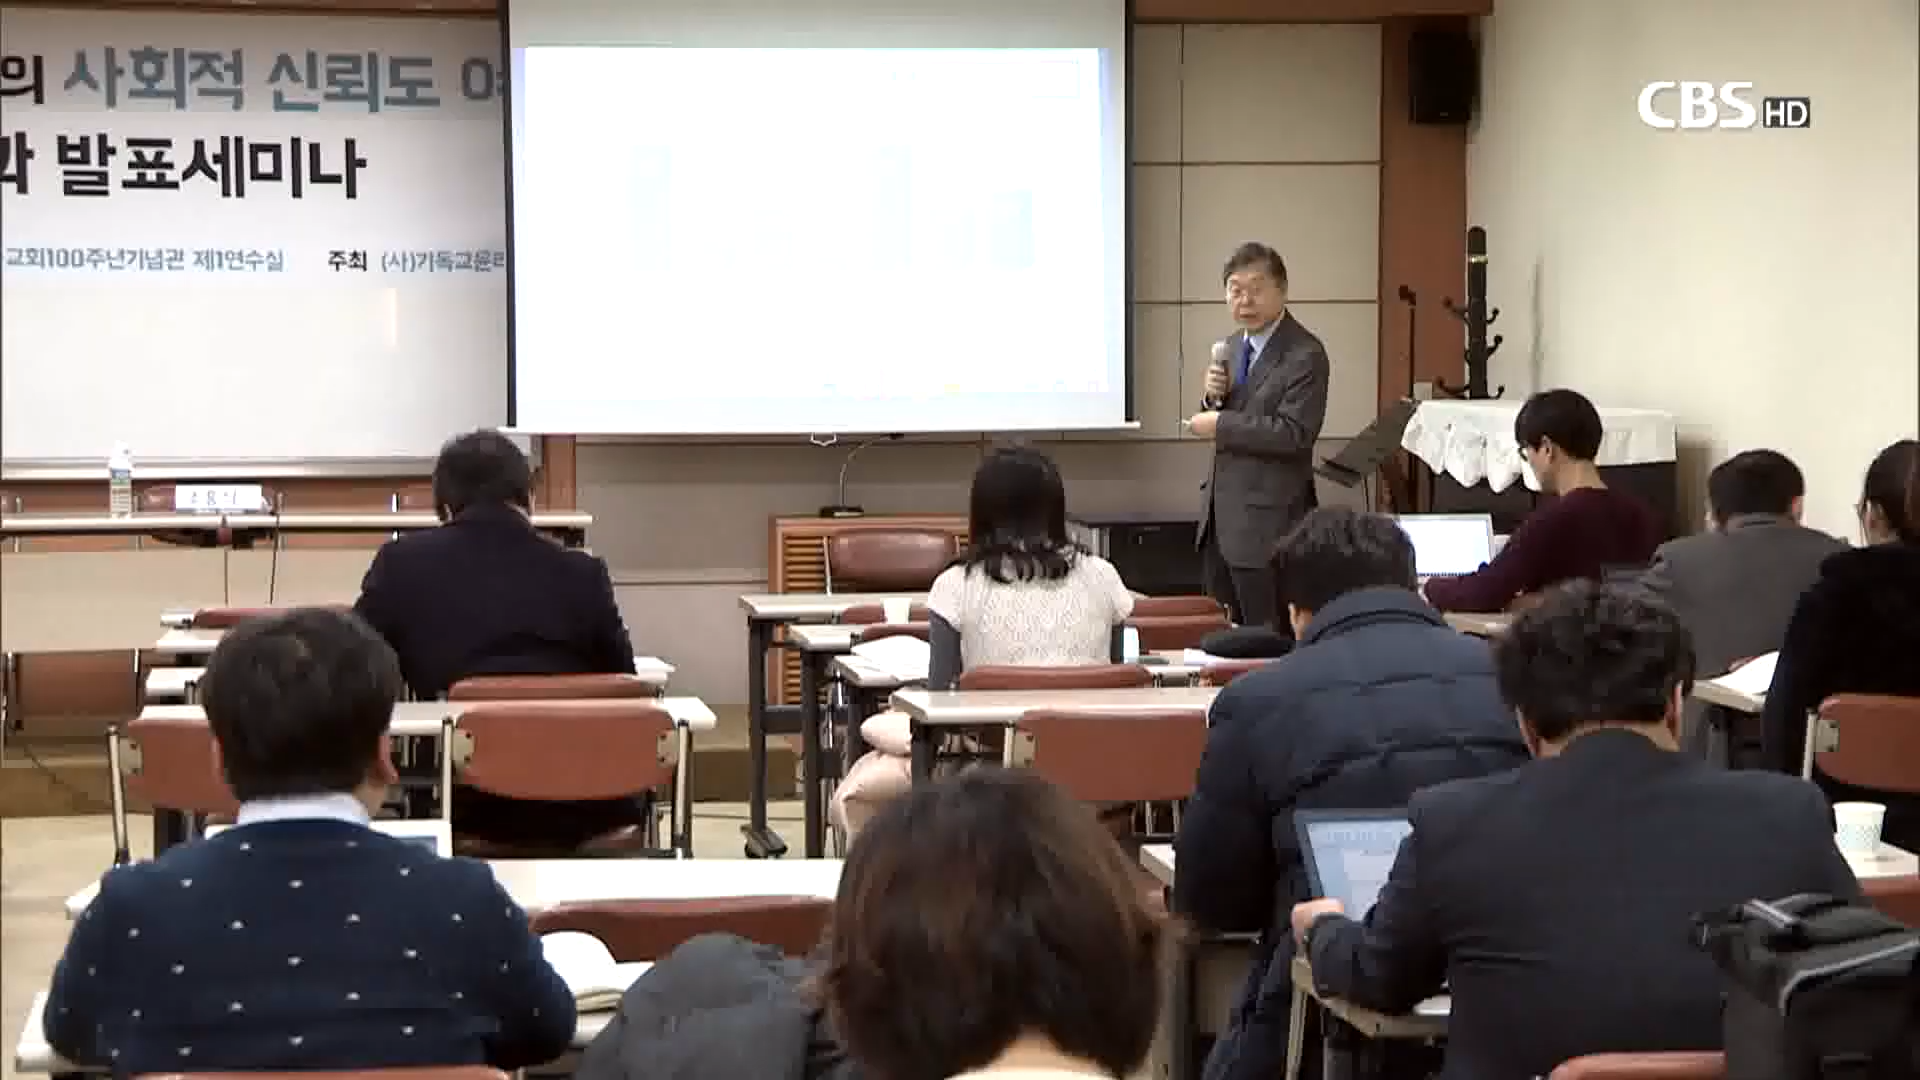 의 사회적 신뢰도 여
과 발표세미나
교회100주년기념관 제1연수실 주최 (사)기독교윤리
CBS HD